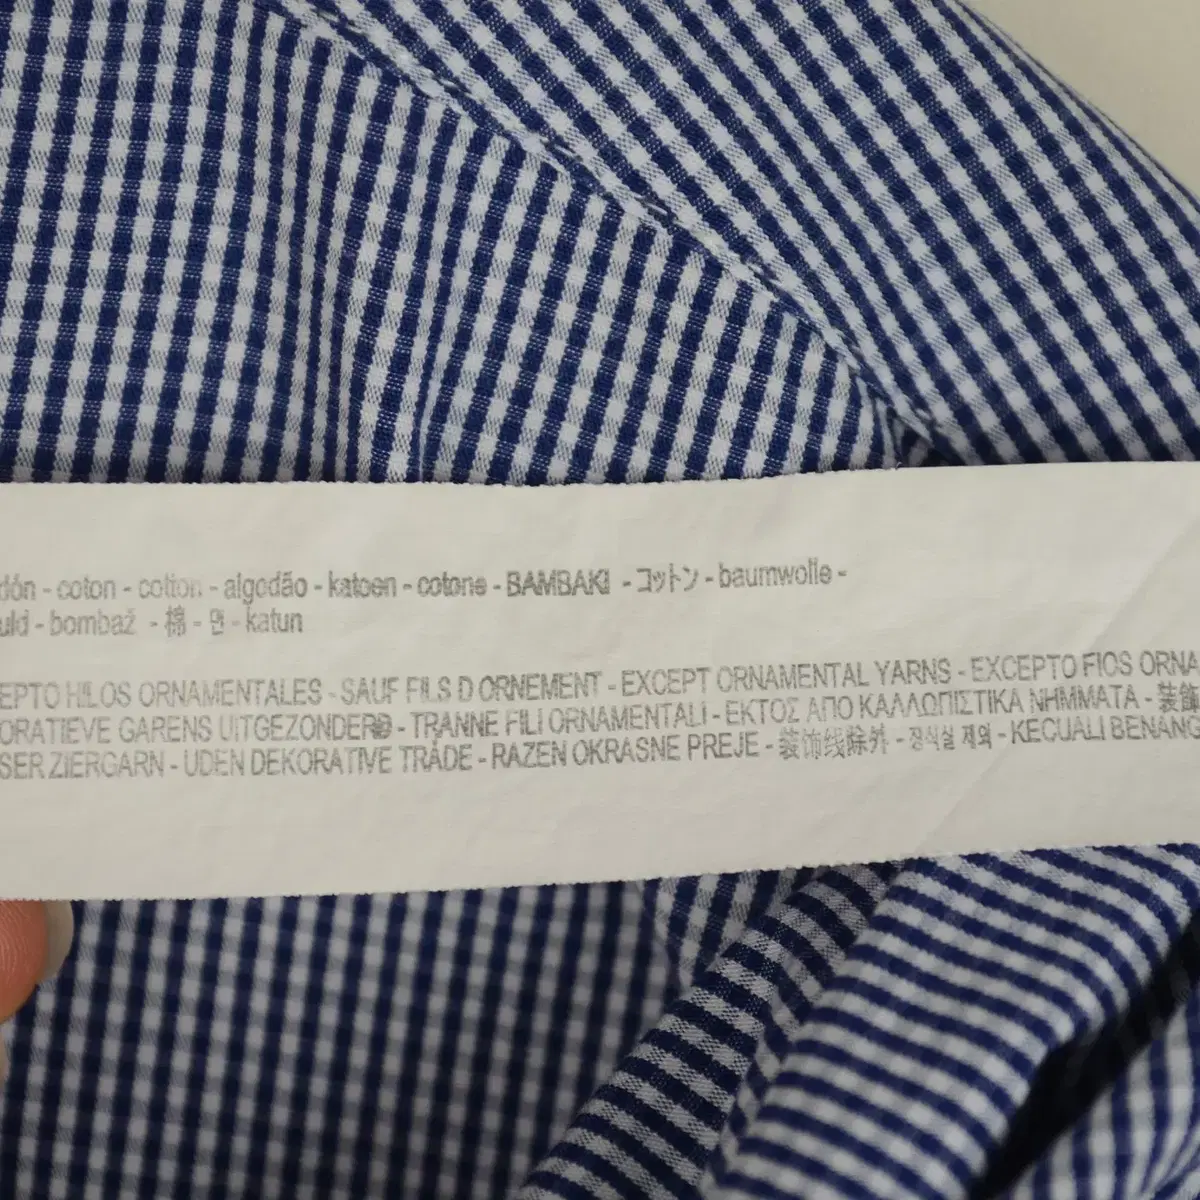 dón - coton - cotton - algodão - katoen - cotone - BAMBAKI - コットン - baumwolle -
uld - bombaž - 棉 - 면 - katun
EPTO HILOS ORNAMENTALES - SAUF FILS D ORNEMENT - EXCEPT ORNAMENTAL YARNS - EXCEPTO FIOS ORNA
ORATIEVE GARENS UITGEZONDERD - TRANNE FILI ORNAMENTALI - ΕΚΤΟΣ ΑΠΟ ΚΑΛΛΩΠΙΣΤΙΚΑ ΝΗΜΜΑΤΑ - 装飾
SER ZIERGARN - UDEN DEKORATIVE TRÅDE - RAZEN OKRASNE PREJE - 装饰线除外 - 장식실 제외 - KECUALI BENANG